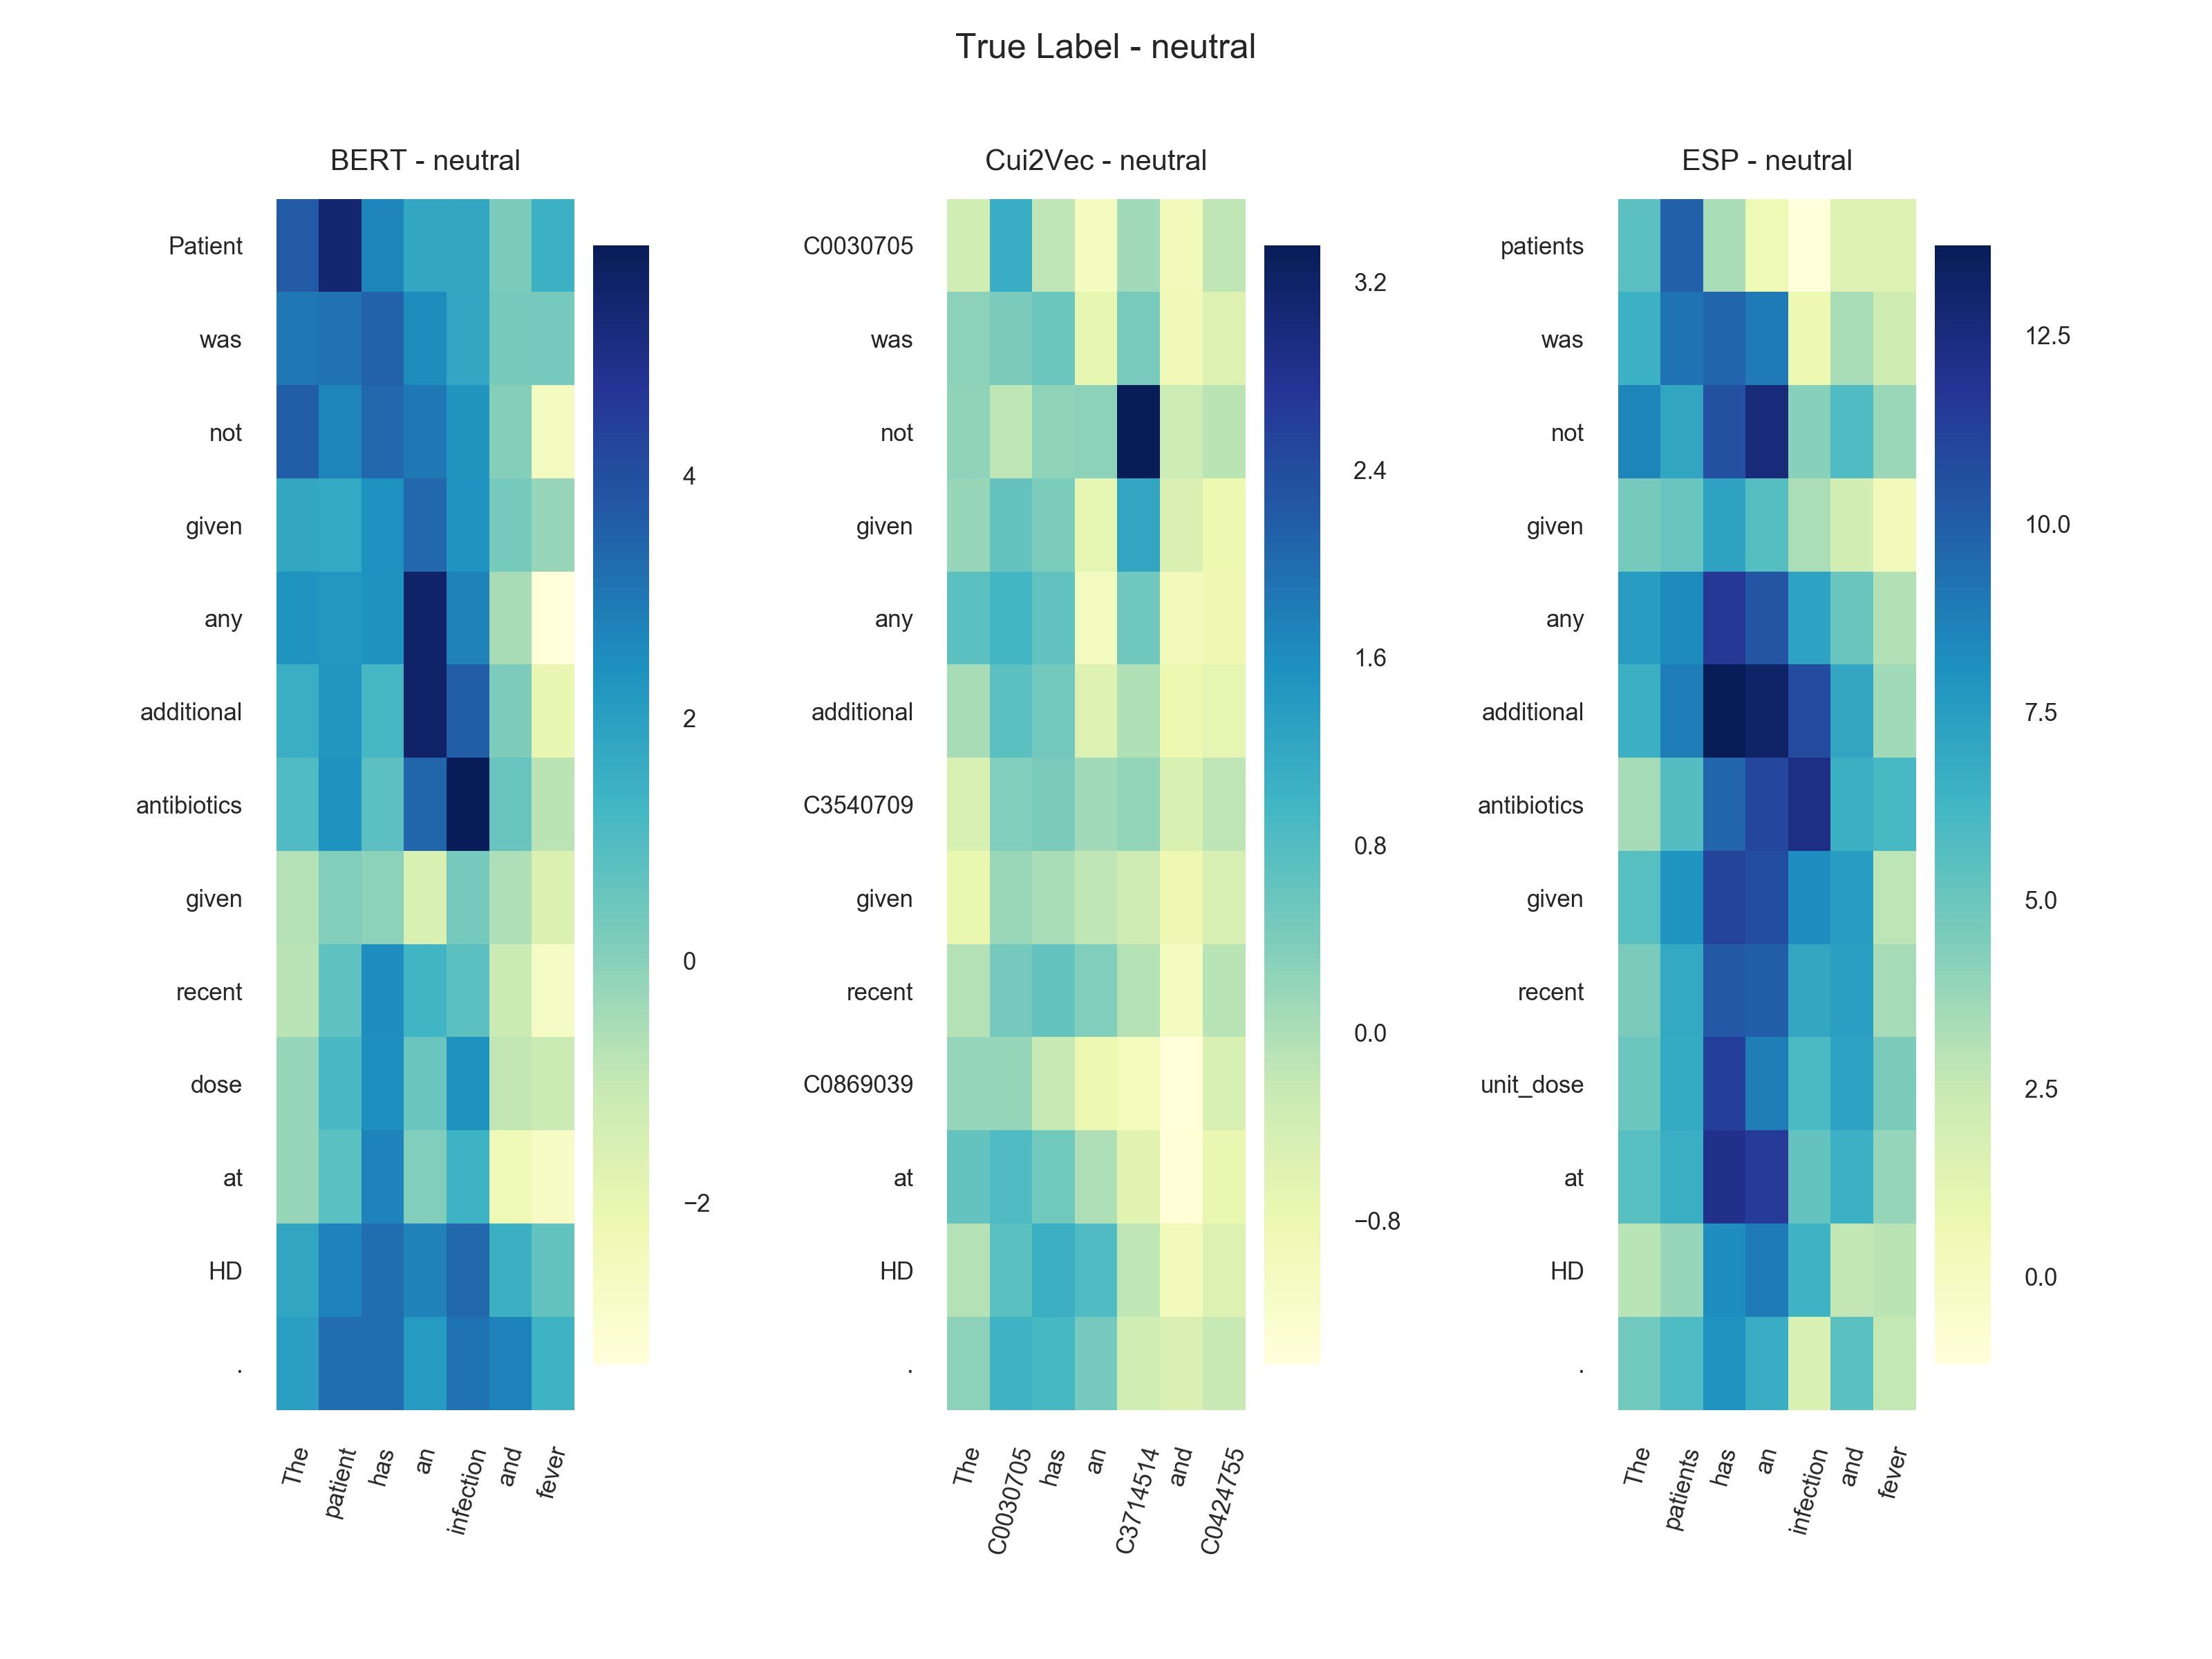 True Label - neutral
BERT - neutral
Patient
was
not
given
any
additional
antibiotics
given
recent
dose
at
HD
.
The
patient
has
an
infection
and
fever
4
2
0
−2
Cui2Vec - neutral
C0030705
was
not
given
any
additional
C3540709
given
recent
C0869039
at
HD
.
The
C0030705
has
an
C3714514
and
C0424755
3.2
2.4
1.6
0.8
0.0
−0.8
ESP - neutral
patients
was
not
given
any
additional
antibiotics
given
recent
unit_dose
at
HD
.
The
patients
has
an
infection
and
fever
12.5
10.0
7.5
5.0
2.5
0.0